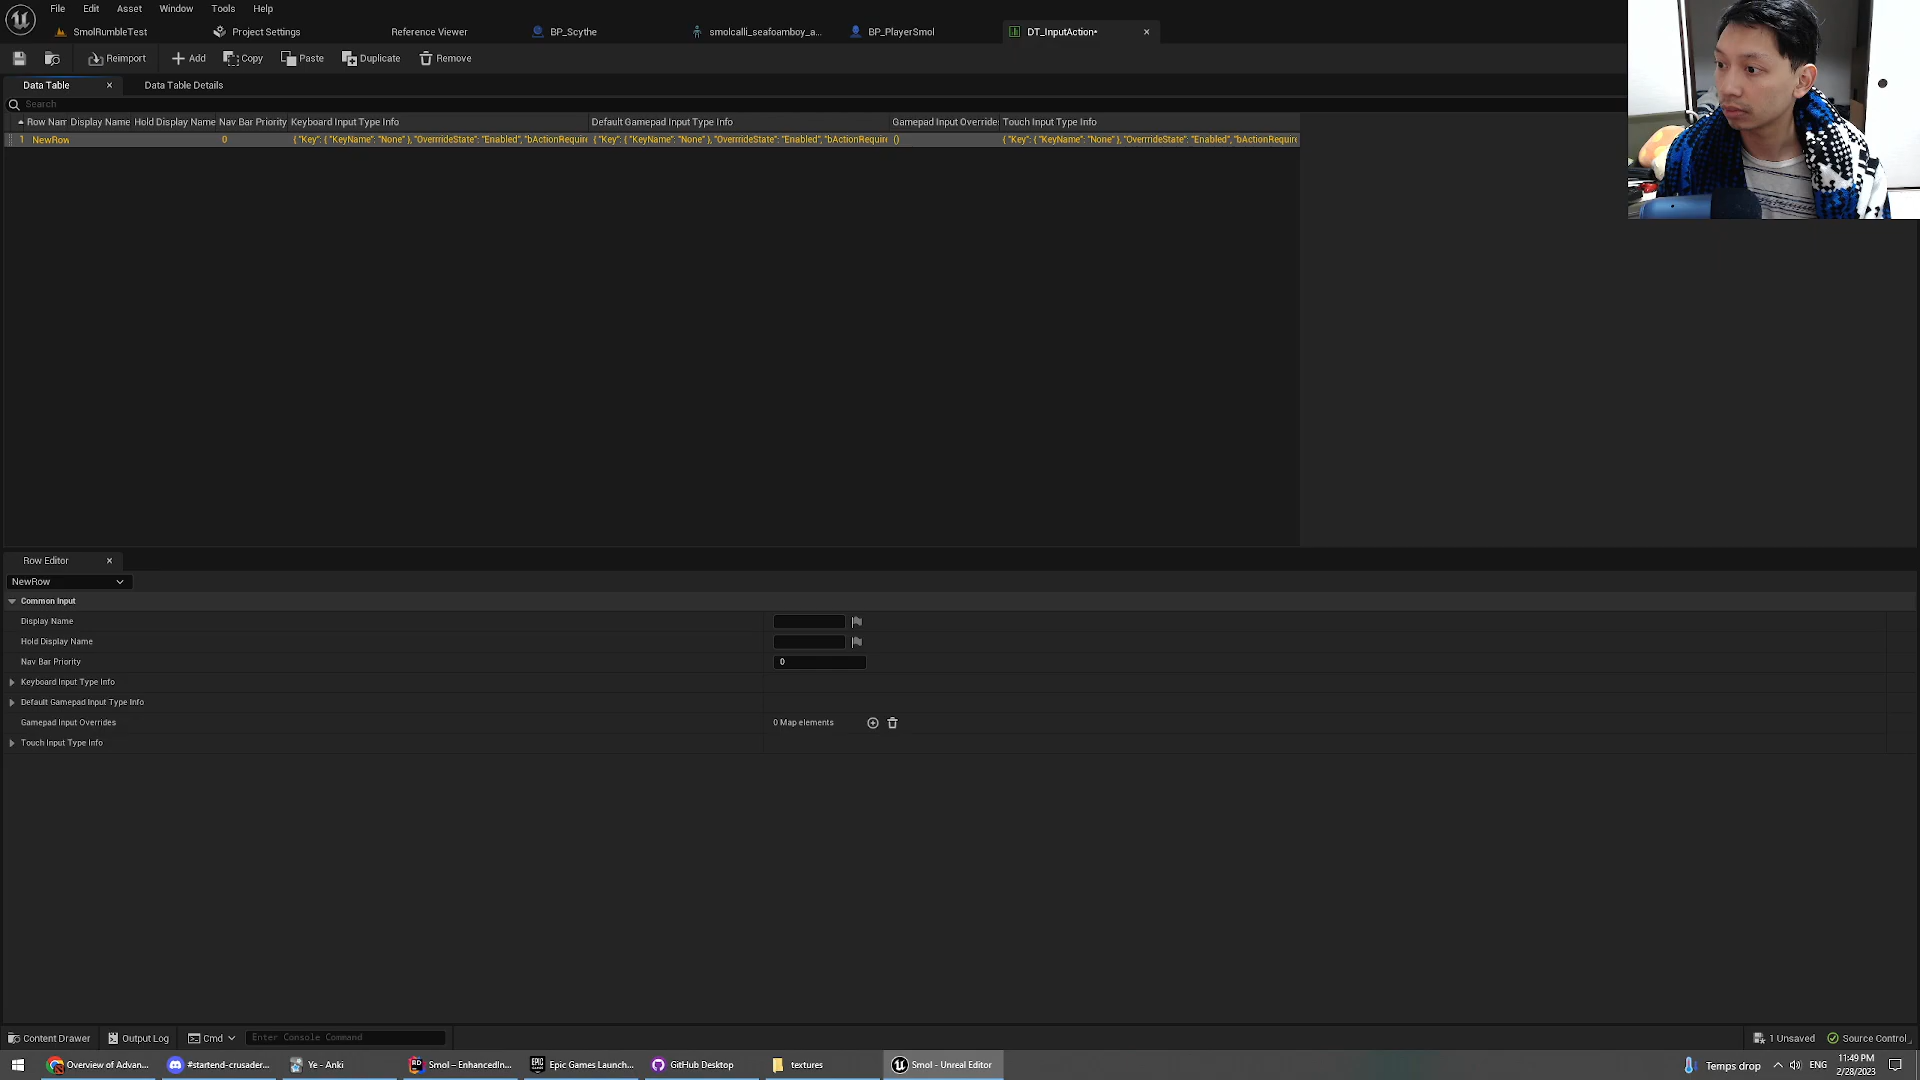 File Edit Asset Window Tools Help
SmolRumbleTest Project Settings Reference Viewer BP_Scythe smolcalli_seafoamboy_a... BP_PlayerSmol DT_InputAction*
Reimport Add Copy Paste Duplicate Remove
Data Table Data Table Details
Search
Row Nam Display Name Hold Display Name Nav Bar Priority Keyboard Input Type Info Default Gamepad Input Type Info Gamepad Input Override Touch Input Type Info
1 NewRow 0 { "Key": { "KeyName": "None" }, "OverrrideState": "Enabled", "bActionRequire { "Key": { "KeyName": "None" }, "OverrrideState": "Enabled", "bActionRequire () { "Key": { "KeyName": "None" }, "OverrrideState": "Enabled", "bActionRequire
Row Editor
NewRow
Common Input
Display Name
Hold Display Name
Nav Bar Priority 0
Keyboard Input Type Info
Default Gamepad Input Type Info
Gamepad Input Overrides 0 Map elements
Touch Input Type Info
Content Drawer Output Log Cmd Enter Console Command 1 Unsaved Source Control
Overview of Advan... #startend-crusader... Ye - Anki Smol – EnhancedIn... Epic Games Launch... GitHub Desktop textures Smol - Unreal Editor Temps drop ENG 11:49 PM
2/28/2023